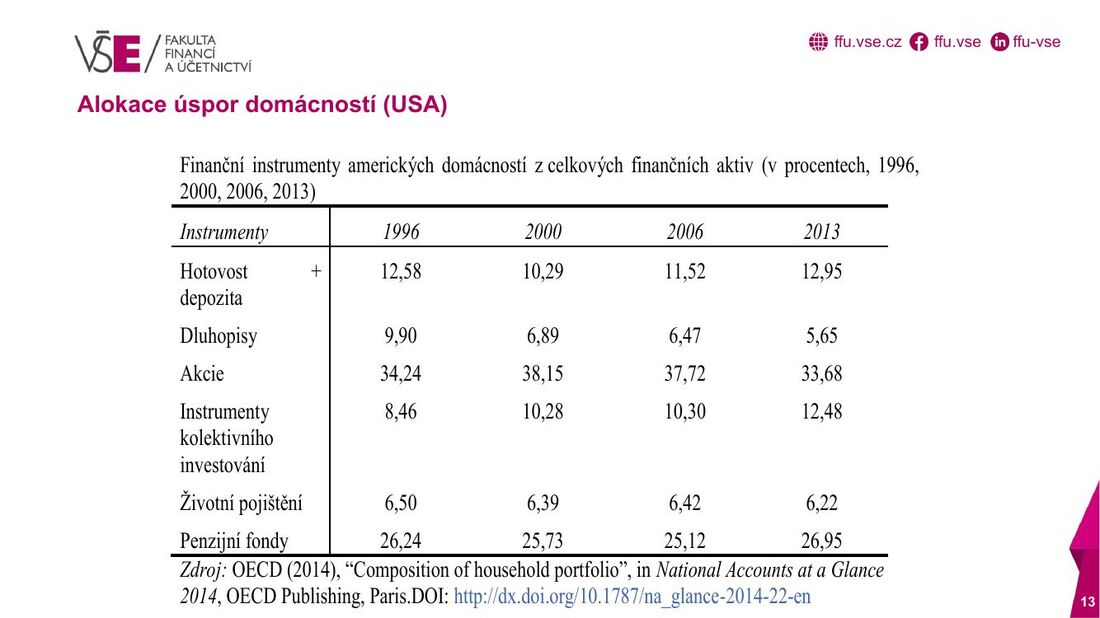 VŠE / FAKULTA
FINANCÍ
A ÚČETNICTVÍ
ffu.vse.cz ffu.vse ffu-vse
Alokace úspor domácností (USA)
Finanční instrumenty amerických domácností z celkových finančních aktiv (v procentech, 1996,
2000, 2006, 2013)
Instrumenty 1996 2000 2006 2013
Hotovost + 12,58 10,29 11,52 12,95
depozita
Dluhopisy 9,90 6,89 6,47 5,65
Akcie 34,24 38,15 37,72 33,68
Instrumenty 8,46 10,28 10,30 12,48
kolektivního
investování
Životní pojištění 6,50 6,39 6,42 6,22
Penzijní fondy 26,24 25,73 25,12 26,95
Zdroj: OECD (2014), “Composition of household portfolio”, in National Accounts at a Glance
2014, OECD Publishing, Paris.DOI: http://dx.doi.org/10.1787/na_glance-2014-22-en
13